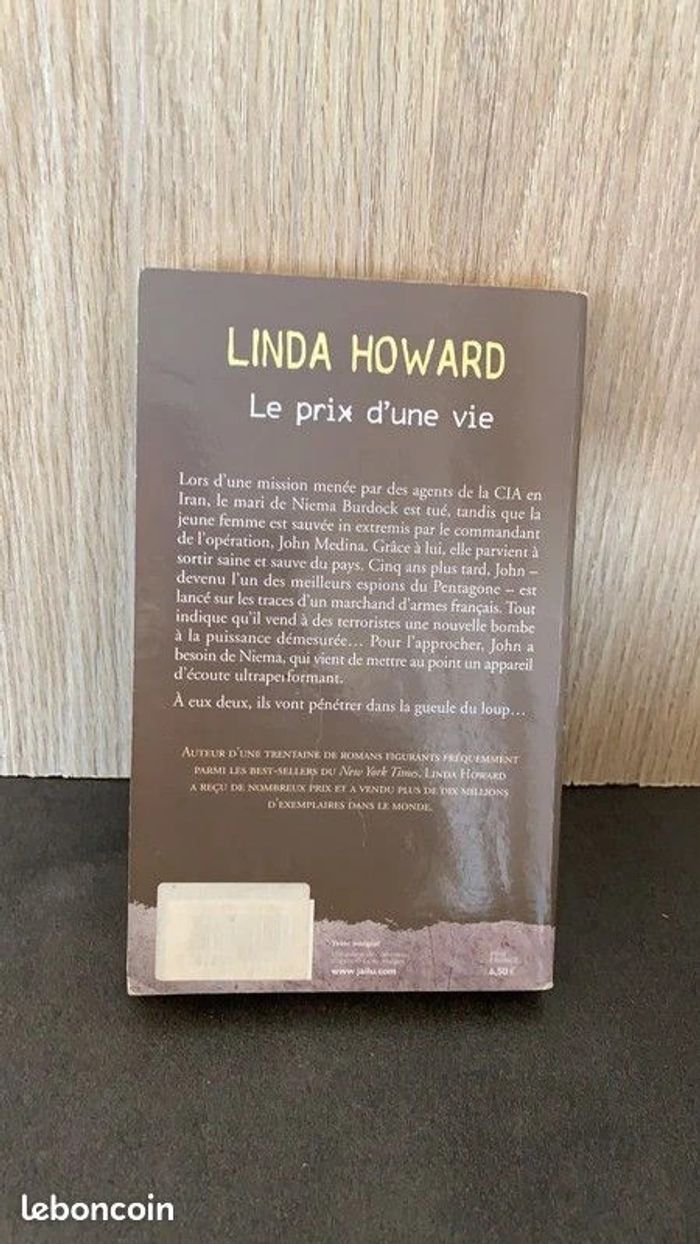 LINDA HOWARD
Le prix d'une vie
Lors d'une mission menée par des agents de la CIA en
Iran, le mari de Niema Burdock est tué, tandis que la
jeune femme est sauvée in extremis par le commandant
de l'opération, John Medina. Grâce à lui, elle parvient à
sortir saine et sauve du pays. Cinq ans plus tard, John –
devenu l'un des meilleurs espions du Pentagone – est
lancé sur les traces d'un marchand d'armes français. Tout
indique qu'il vend à des terroristes une nouvelle bombe
à la puissance démesurée... Pour l'approcher, John a
besoin de Niema, qui vient de mettre au point un appareil
d'écoute ultraperformant.
À eux deux, ils vont pénétrer dans la gueule du loup...
AUTEUR D'UNE TRENTAINE DE ROMANS FIGURANTS FRÉQUEMMENT
PARMI LES BEST-SELLERS DU New York Times, LINDA HOWARD
A REÇU DE NOMBREUX PRIX ET A VENDU PLUS DE DIX MILLIONS
D'EXEMPLAIRES DANS LE MONDE.
Texte intégral
www.jailu.com
6,50 €
leboncoin